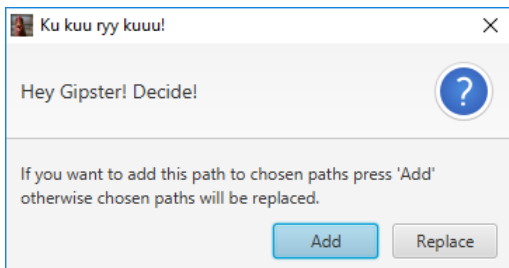 Ku kuu ryy kuuu!
Hey Gipster! Decide!
?
If you want to add this path to chosen paths press 'Add'
otherwise chosen paths will be replaced.
Add Replace